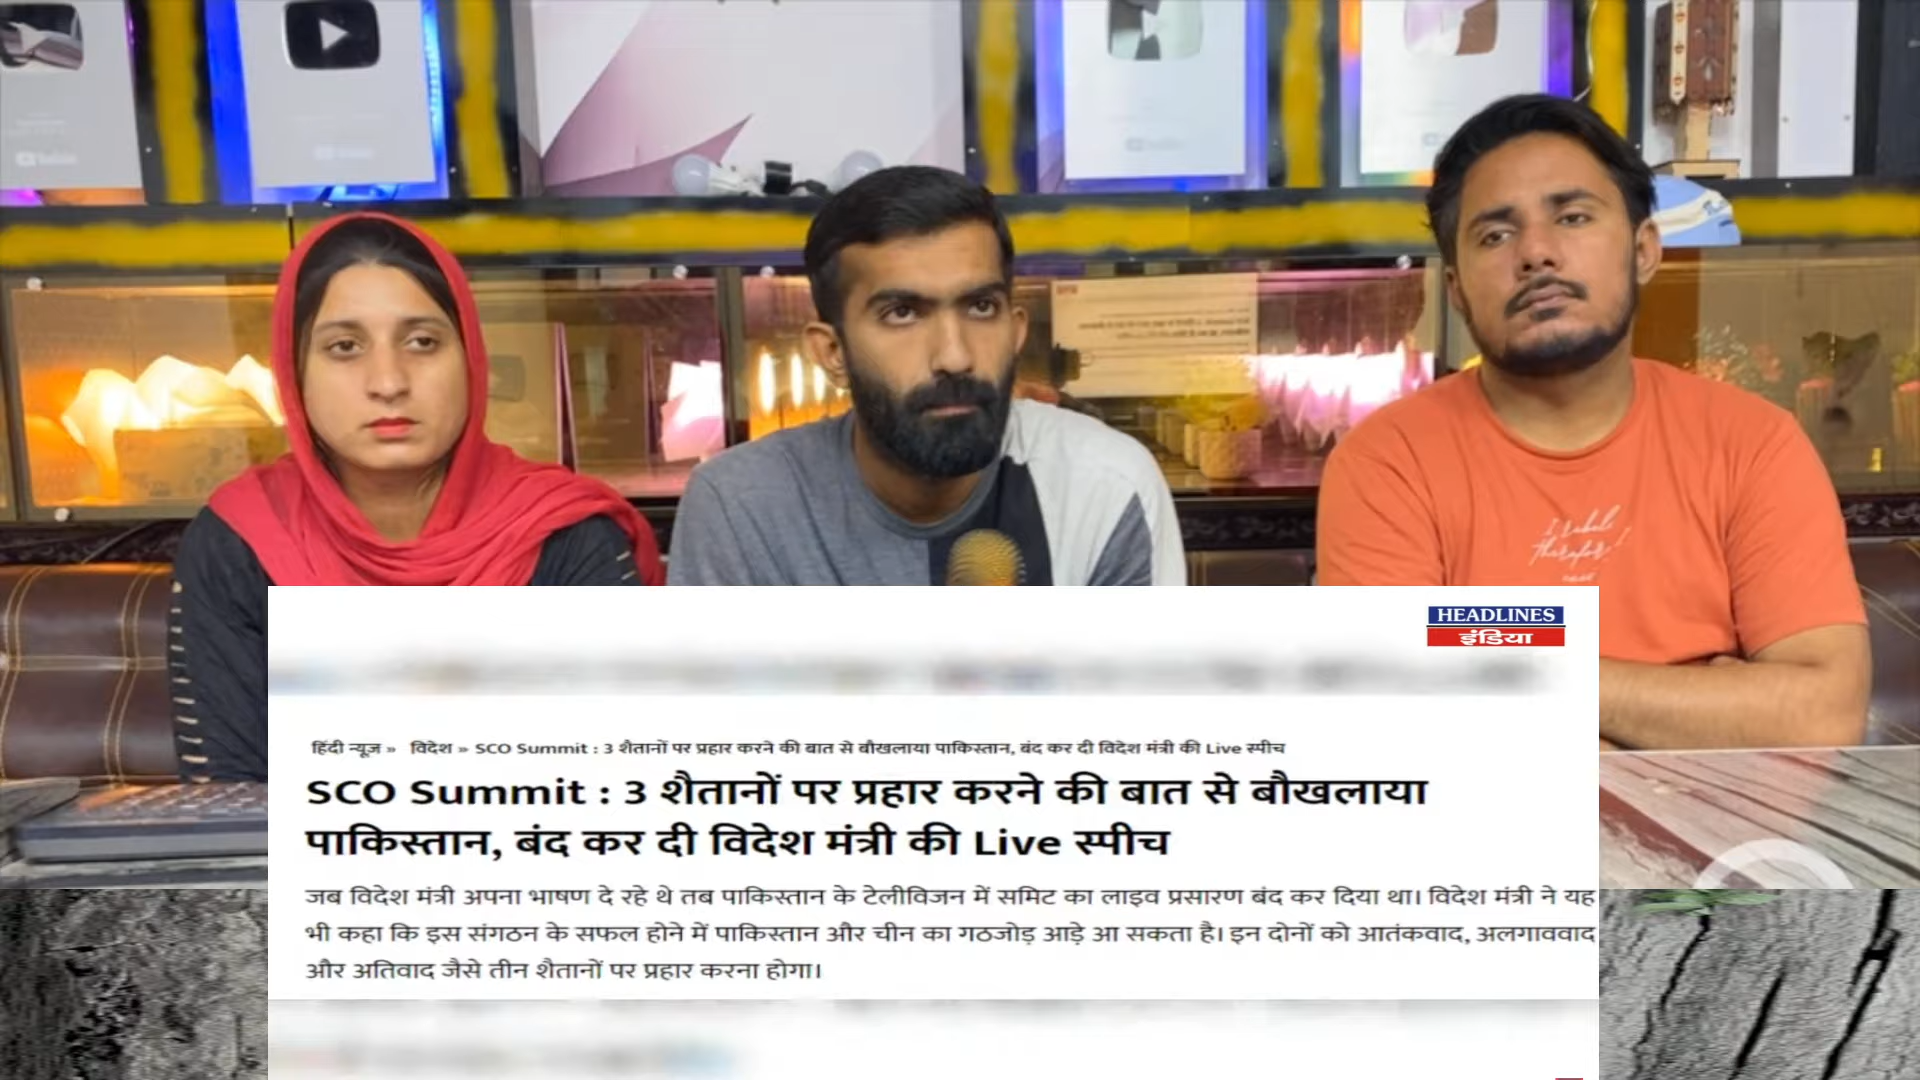 HEADLINES
इंडिया
हिंदी न्यूज़ » विदेश » SCO Summit : 3 शैतानों पर प्रहार करने की बात से बौखलाया पाकिस्तान, बंद कर दी विदेश मंत्री की Live स्पीच
SCO Summit : 3 शैतानों पर प्रहार करने की बात से बौखलाया
पाकिस्तान, बंद कर दी विदेश मंत्री की Live स्पीच
जब विदेश मंत्री अपना भाषण दे रहे थे तब पाकिस्तान के टेलीविजन में समिट का लाइव प्रसारण बंद कर दिया था। विदेश मंत्री ने यह
भी कहा कि इस संगठन के सफल होने में पाकिस्तान और चीन का गठजोड़ आड़े आ सकता है। इन दोनों को आतंकवाद, अलगाववाद
और अतिवाद जैसे तीन शैतानों पर प्रहार करना होगा।